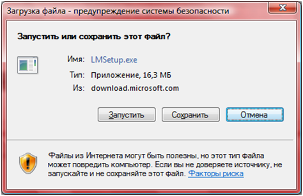 Загрузка файла - предупреждение системы безопасности
Запустить или сохранить этот файл?
Имя: LMSetup.exe
Тип: Приложение, 16,3 МБ
Из: download.microsoft.com
Запустить Сохранить Отмена
Файлы из Интернета могут быть полезны, но этот тип файла
может повредить компьютер. Если вы не доверяете источнику, не
запускайте и не сохраняйте этот файл. Факторы риска